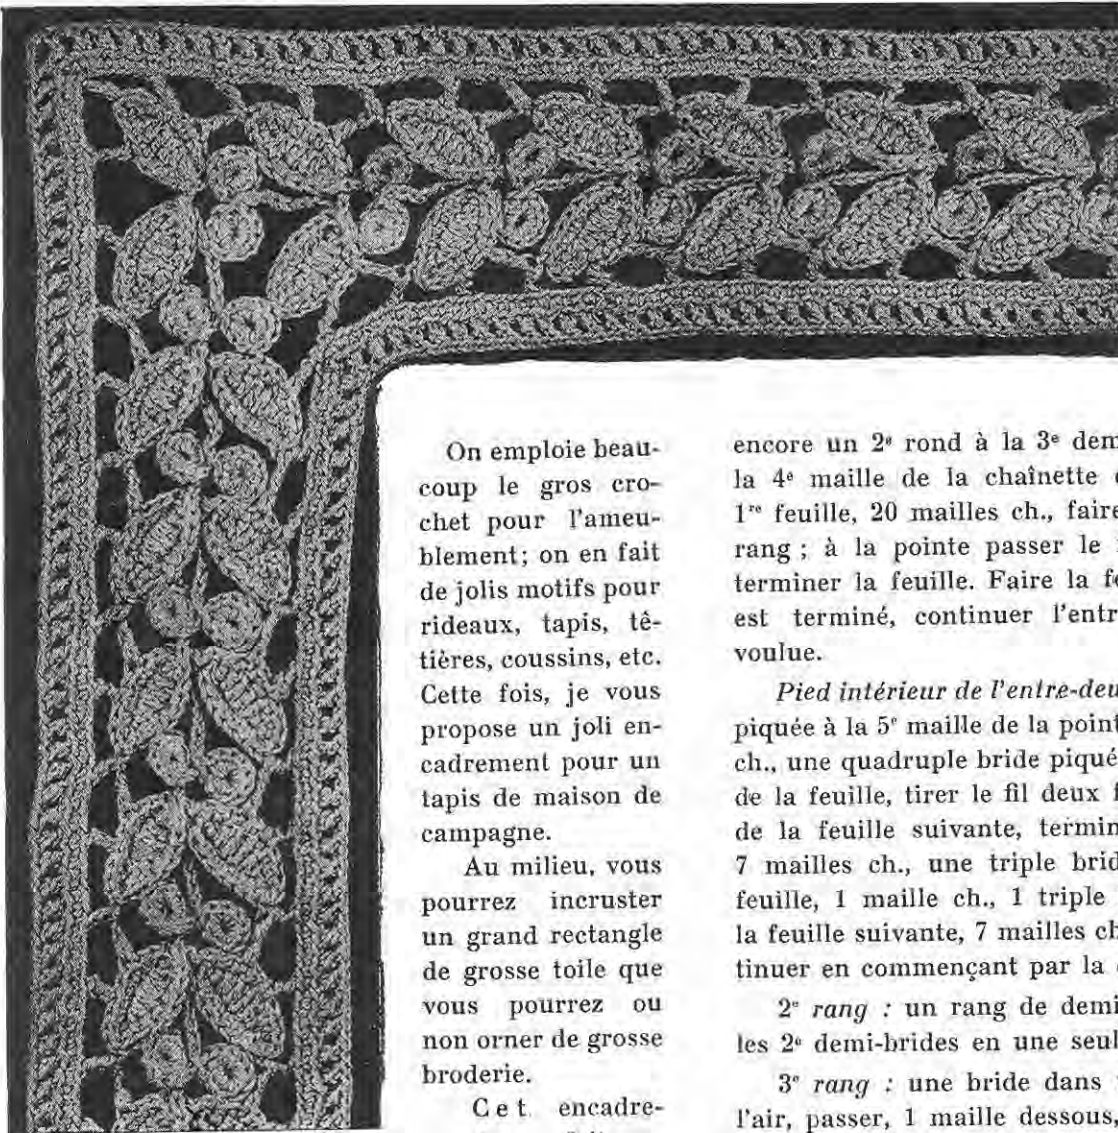 On emploie beau-
coup le gros cro-
chet pour l'ameu-
blement; on en fait
de jolis motifs pour
rideaux, tapis, tê-
tières, coussins, etc.
Cette fois, je vous
propose un joli en-
cadrement pour un
tapis de maison de
campagne.
Au milieu, vous
pourrez incruster
un grand rectangle
de grosse toile que
vous pourrez ou
non orner de grosse
broderie.
Cet encadre-
encore un 2e rond à la 3e dem
la 4e maille de la chaînette
1re feuille, 20 mailles ch., faire
rang ; à la pointe passer le
terminer la feuille. Faire la fe
est terminé, continuer l'entr
voulue.
Pied intérieur de l'entre-deu
piquée à la 5e maille de la point
ch., une quadruple bride piqué
de la feuille, tirer le fil deux f
de la feuille suivante, termin
7 mailles ch., une triple brid
feuille, 1 maille ch., 1 triple
la feuille suivante, 7 mailles ch
tinuer en commençant par la
2e rang : un rang de demi
les 2e demi-brides en une seul
3e rang : une bride dans
l'air, passer, 1 maille dessous,